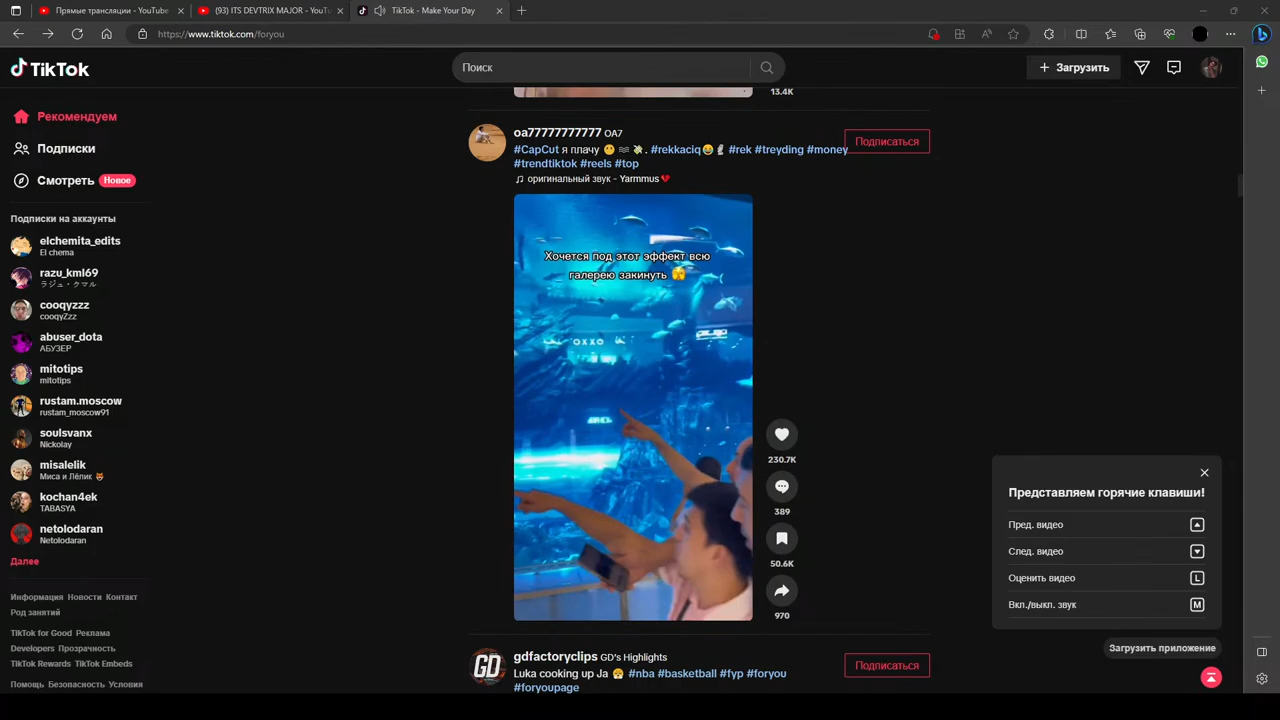 Прямые трансляции - YouTube
(93) ITS DEVTRIX MAJOR - YouTu
TikTok - Make Your Day
https://www.tiktok.com/foryou
TikTok
Поиск
Загрузить
Рекомендуем
Подписки
Смотреть Новое
Подписки на аккаунты
elchemita_edits
El chema
razu_kml69
ラジュ・クマル
cooqyzzz
cooqyZzz
abuser_dota
АБУЗЕР
mitotips
mitotips
rustam.moscow
rustam_moscow91
soulsvanx
Nickolay
misalelik
Миса и Лёлик
kochan4ek
TABASYA
netolodaran
Netolodaran
Далее
Информация Новости Контакт
Род занятий
TikTok for Good Реклама
Developers Прозрачность
TikTok Rewards TikTok Embeds
Помощь Безопасность Условия
13.4K
oa77777777777 OA7
Подписаться
#CapCut я плачу 😶 ≈ 💸. #rekkaciq😂 ✌ #rek #treyding #money
#trendtiktok #reels #top
♫ оригинальный звук - Yarmmus💔
Хочется под этот эффект всю
галерею закинуть 🫣
OXXO
230.7K
389
50.6K
970
gdfactoryclips GD's Highlights
Подписаться
GD
Luka cooking up Ja 😤 #nba #basketball #fyp #foryou
#foryoupage
Представляем горячие клавиши!
Пред. видео
След. видео
Оценить видео L
Вкл./выкл. звук M
Загрузить приложение